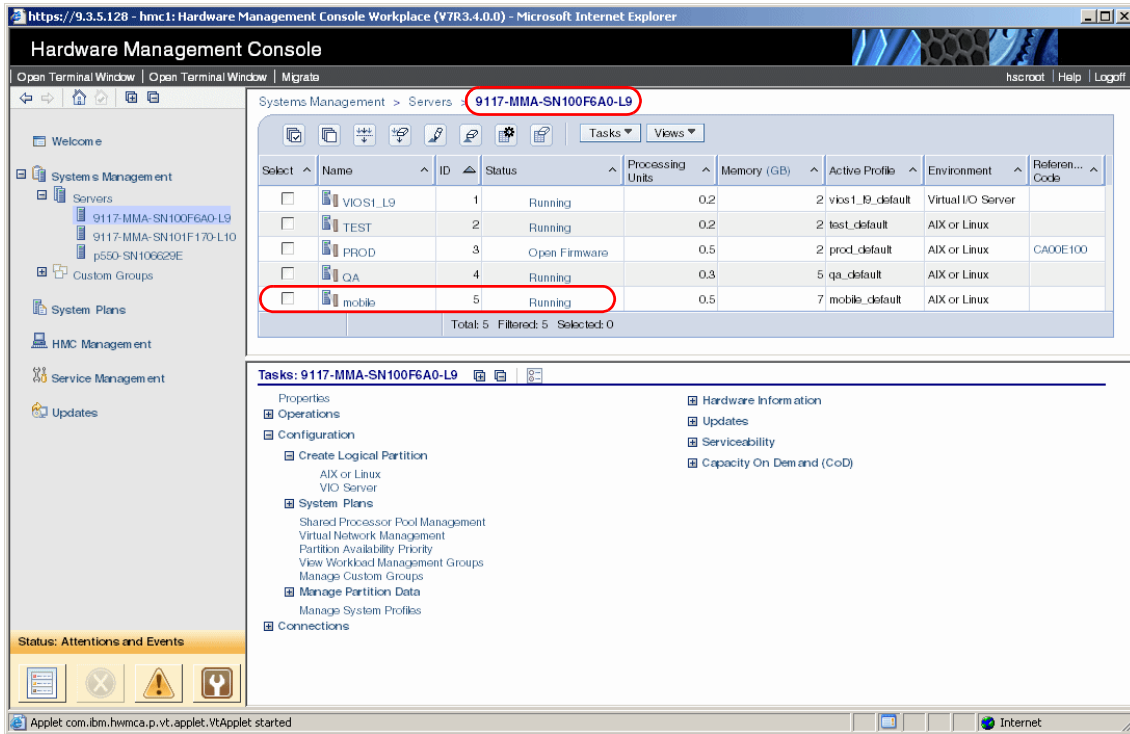 https://9.3.5.128 - hmc1: Hardware Management Console Workplace (V7R3.4.0.0) - Microsoft Internet Explorer
Hardware Management Console
Open Terminal Window | Open Terminal Window | Migrate
hscroot | Help | Logoff
Welcome
Systems Management
Servers
9117-MMA-SN100F6A0-L9
9117-MMA-SN101F170-L10
p550-SN106629E
Custom Groups
System Plans
HMC Management
Service Management
Updates
Status: Attentions and Events
Systems Management > Servers > 9117-MMA-SN100F6A0-L9
Tasks Views
Select Name ID Status Processing Units Memory (GB) Active Profile Environment Referen... Code
VIOS1_L9 1 Running 0.2 2 vios1_l9_default Virtual I/O Server
TEST 2 Running 0.2 2 test_default AIX or Linux
PROD 3 Open Firmware 0.5 2 prod_default AIX or Linux CA00E100
QA 4 Running 0.3 5 qa_default AIX or Linux
mobile 5 Running 0.5 7 mobile_default AIX or Linux
Total: 5 Filtered: 5 Selected: 0
Tasks: 9117-MMA-SN100F6A0-L9
Properties
Operations
Configuration
Create Logical Partition
AIX or Linux
VIO Server
System Plans
Shared Processor Pool Management
Virtual Network Management
Partition Availability Priority
View Workload Management Groups
Manage Custom Groups
Manage Partition Data
Manage System Profiles
Connections
Hardware Information
Updates
Serviceability
Capacity On Demand (CoD)
Applet com.ibm.hwmca.p.vt.applet.VtApplet started
Internet